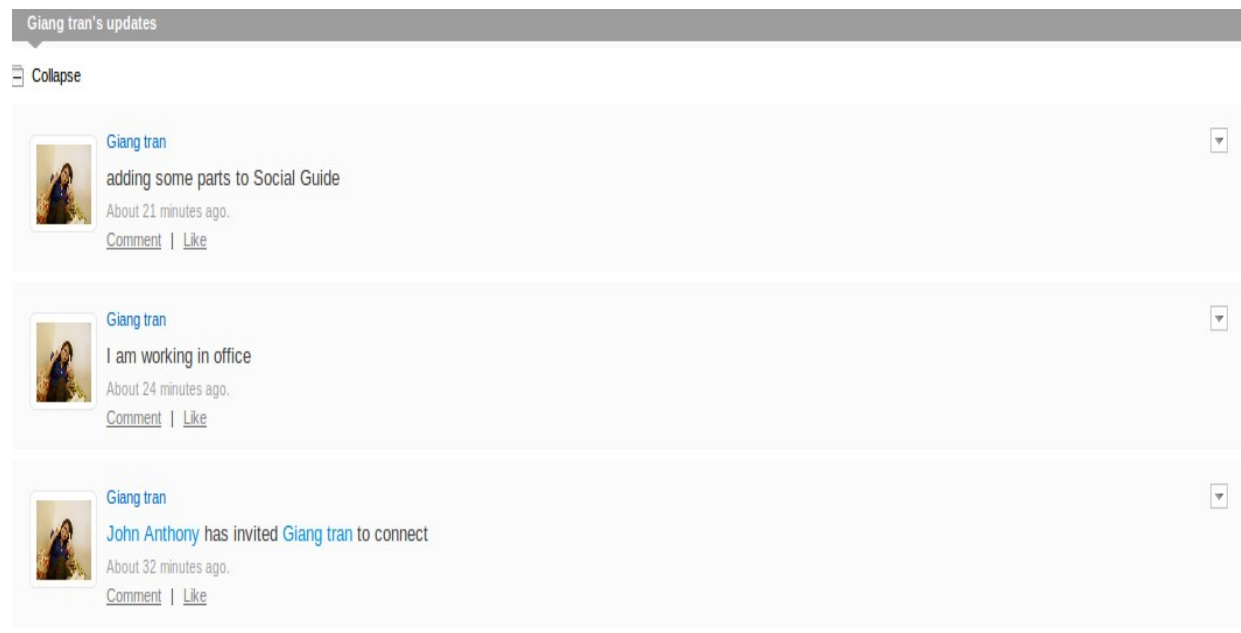 Giang tran's updates
Collapse
Giang tran
adding some parts to Social Guide
About 21 minutes ago.
Comment | Like
Giang tran
I am working in office
About 24 minutes ago.
Comment | Like
Giang tran
John Anthony has invited Giang tran to connect
About 32 minutes ago.
Comment | Like